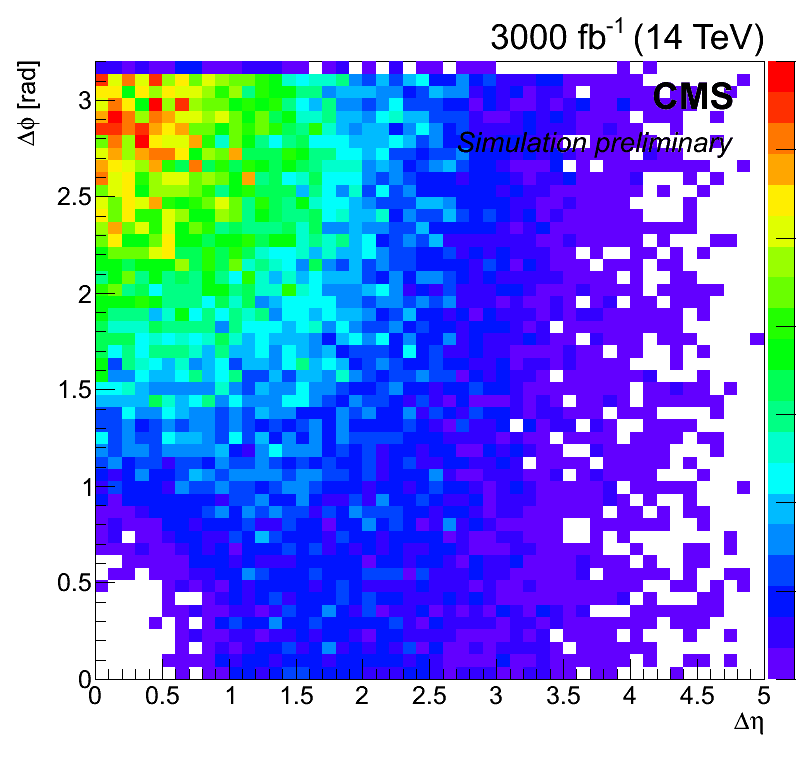 3000 fb-1 (14 TeV)
Δϕ [rad]
CMS
Simulation preliminary
3
2.5
2
1.5
1
0.5
0
0 0.5 1 1.5 2 2.5 3 3.5 4 4.5 5
Δη